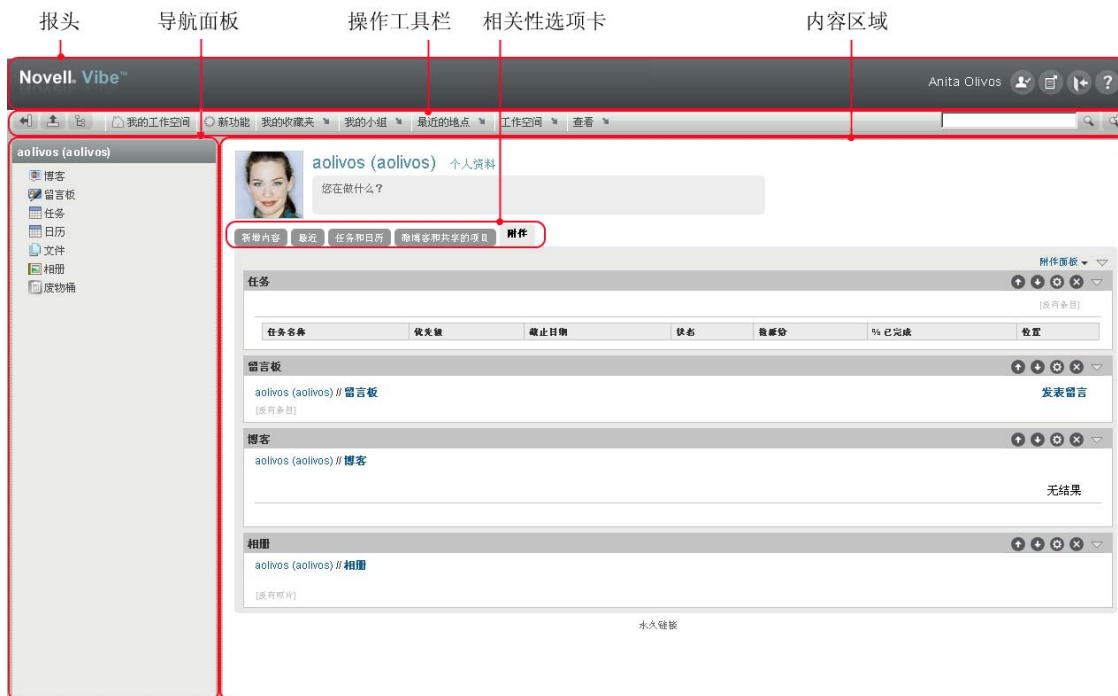 报头 导航面板 操作工具栏 相关性选项卡 内容区域
Novell. Vibe™ Anita Olivos
我的工作空间 新功能 我的收藏夹 我的小组 最近的地点 工作空间 查看
aolivos (aolivos)
博客
留言板
任务
日历
文件
相册
废物桶
aolivos (aolivos) 个人资料
您在做什么？
新增内容 最近 任务和日历 微博客和共享的项目 附件
附件面板
任务
[没有条目]
任务名称 优先级 截止日期 状态 指派给 % 已完成 位置
留言板
aolivos (aolivos) // 留言板 发表留言
[没有条目]
博客
aolivos (aolivos) // 博客
无结果
相册
aolivos (aolivos) // 相册
[没有照片]
永久链接